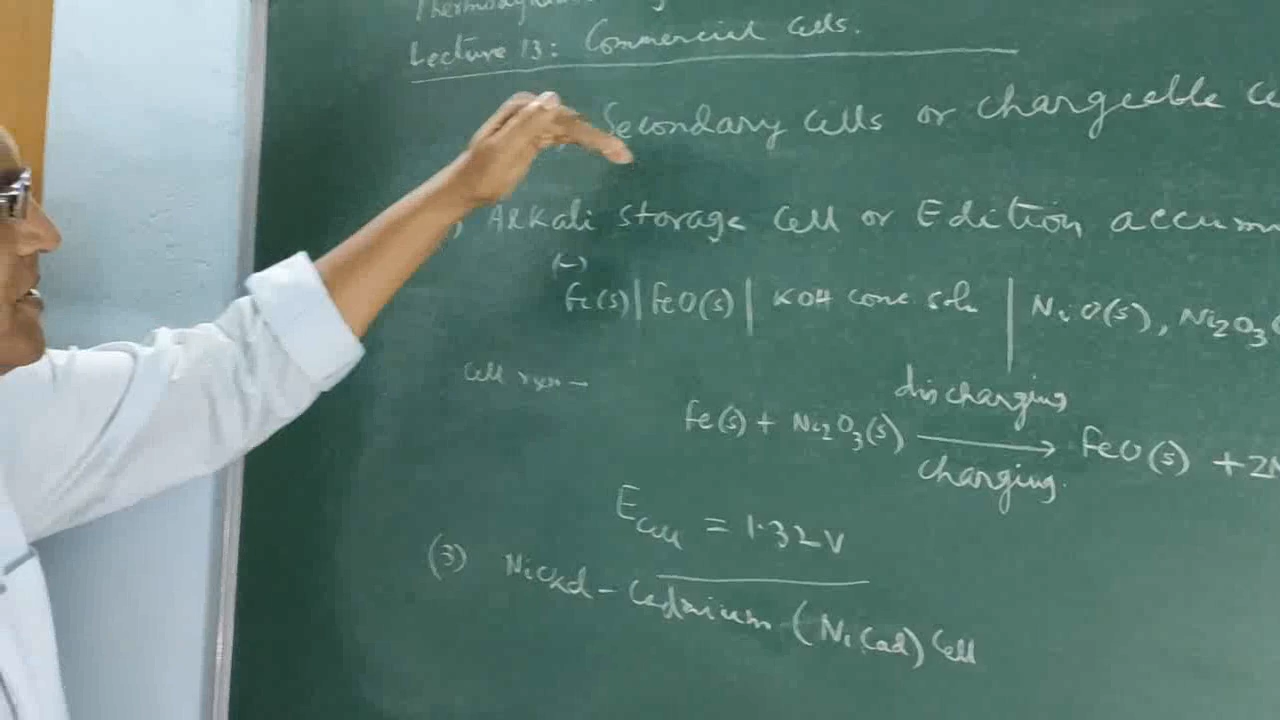 Lecture 13: Commercial Cells.
Secondary Cells or chargeable
Alkali storage Cell or Edition accum
(-)
Fe(s) | FeO(s) | KOH conc soln | NiO(s), Ni2O3
Cell rxn -
discharging
Fe(s) + Ni2O3(s) ⟶ FeO(s) + 2N
charging.
Ecell = 1.32 V
(3) Nickd - Cadmium (NiCad) Cell